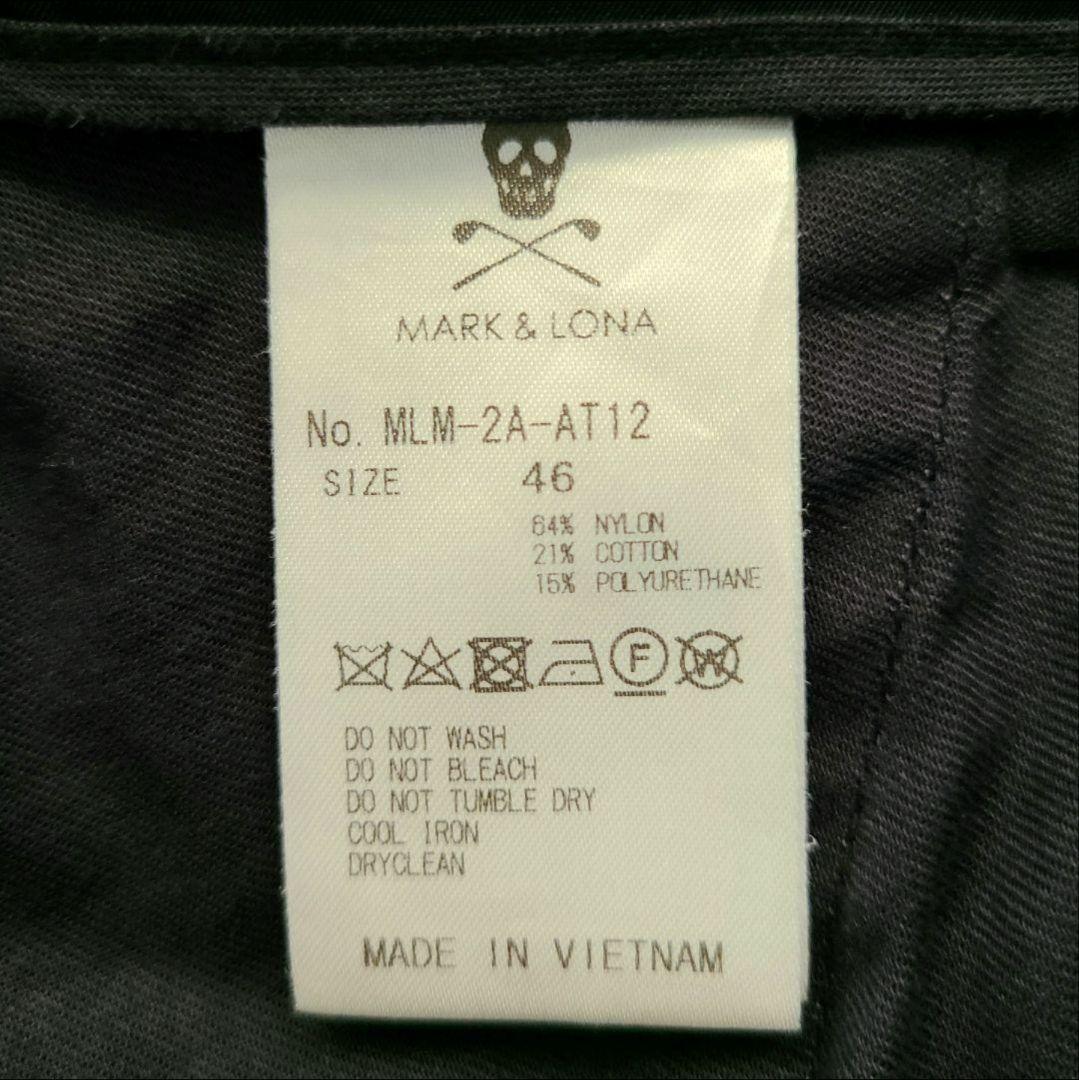 MARK & LONA
No. MLM-2A-AT12
SIZE 46
64% NYLON
21% COTTON
15% POLYURETHANE
F W
DO NOT WASH
DO NOT BLEACH
DO NOT TUMBLE DRY
COOL IRON
DRYCLEAN
MADE IN VIETNAM